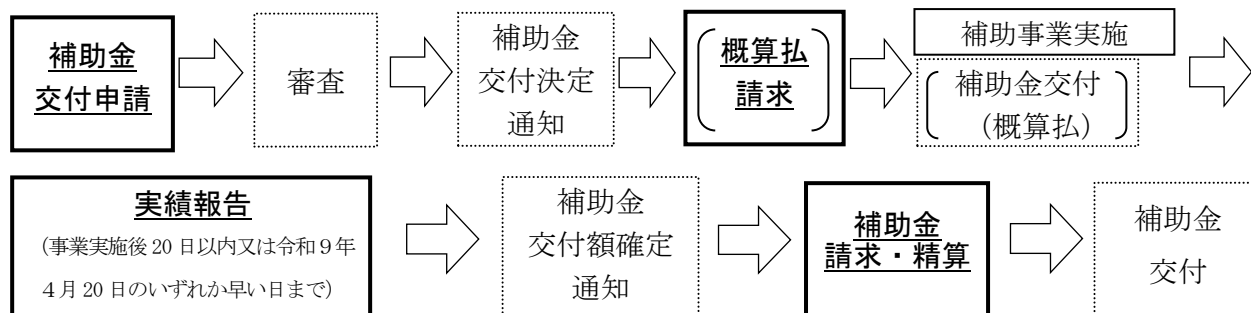 補助金
交付申請
審査
補助金
交付決定
通知
概算払
請求
補助事業実施
補助金交付
(概算払)
実績報告
(事業実施後20日以内又は令和9年
4月20日のいずれか早い日まで)
補助金
交付額確定
通知
補助金
請求・精算
補助金
交付